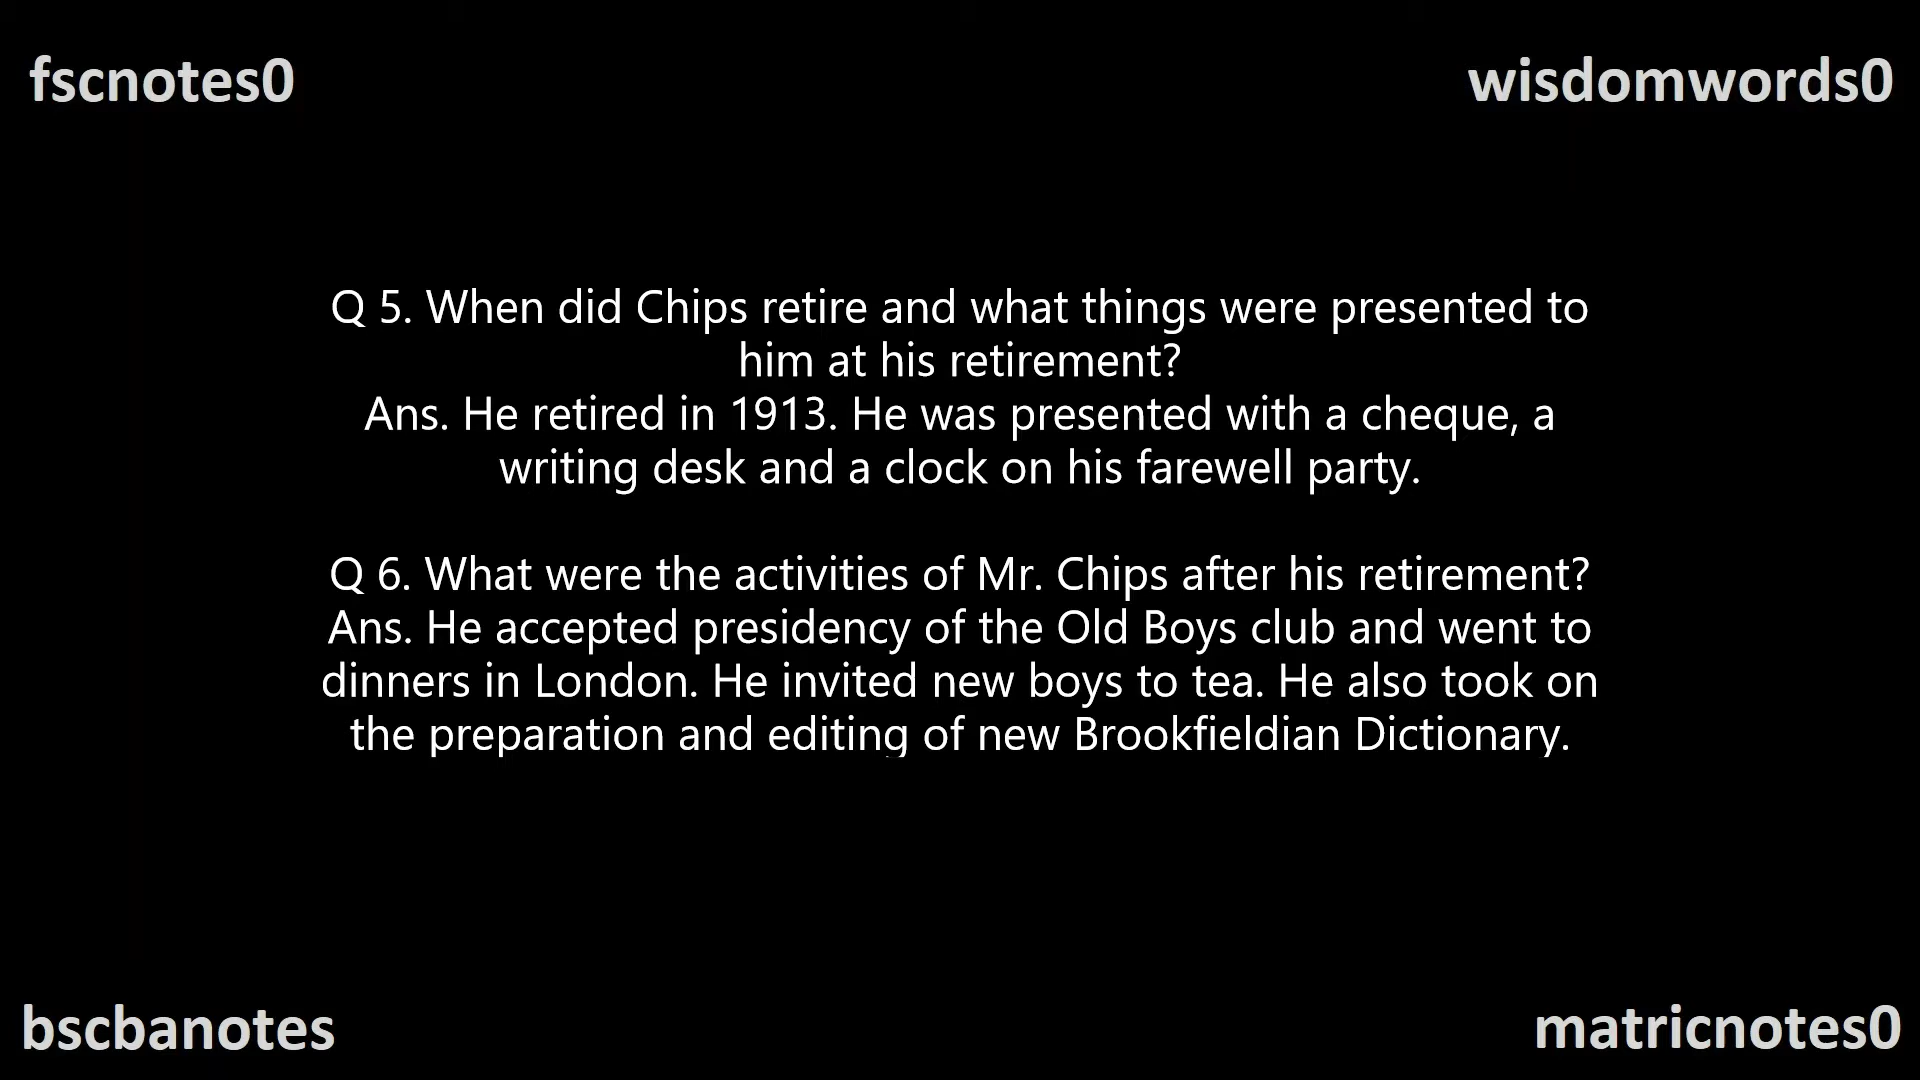 fscnotes0
wisdomwords0
Q 5. When did Chips retire and what things were presented to
him at his retirement?
Ans. He retired in 1913. He was presented with a cheque, a
writing desk and a clock on his farewell party.
Q 6. What were the activities of Mr. Chips after his retirement?
Ans. He accepted presidency of the Old Boys club and went to
dinners in London. He invited new boys to tea. He also took on
the preparation and editing of new Brookfieldian Dictionary.
bscbanotes
matricnotes0